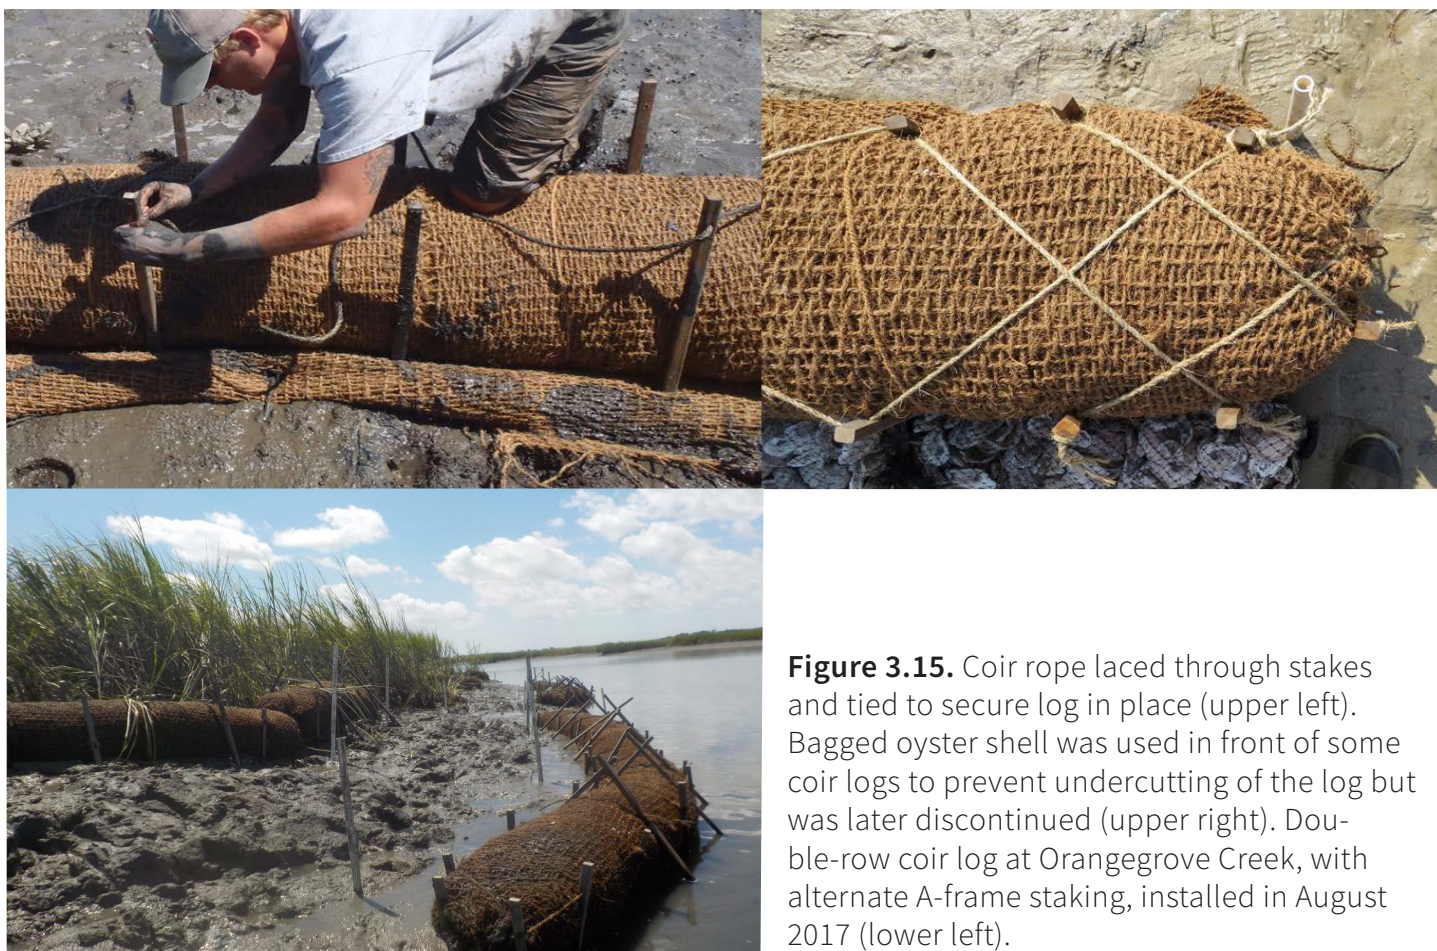 Figure 3.15. Coir rope laced through stakes
and tied to secure log in place (upper left).
Bagged oyster shell was used in front of some
coir logs to prevent undercutting of the log but
was later discontinued (upper right). Dou-
ble-row coir log at Orangegrove Creek, with
alternate A-frame staking, installed in August
2017 (lower left).